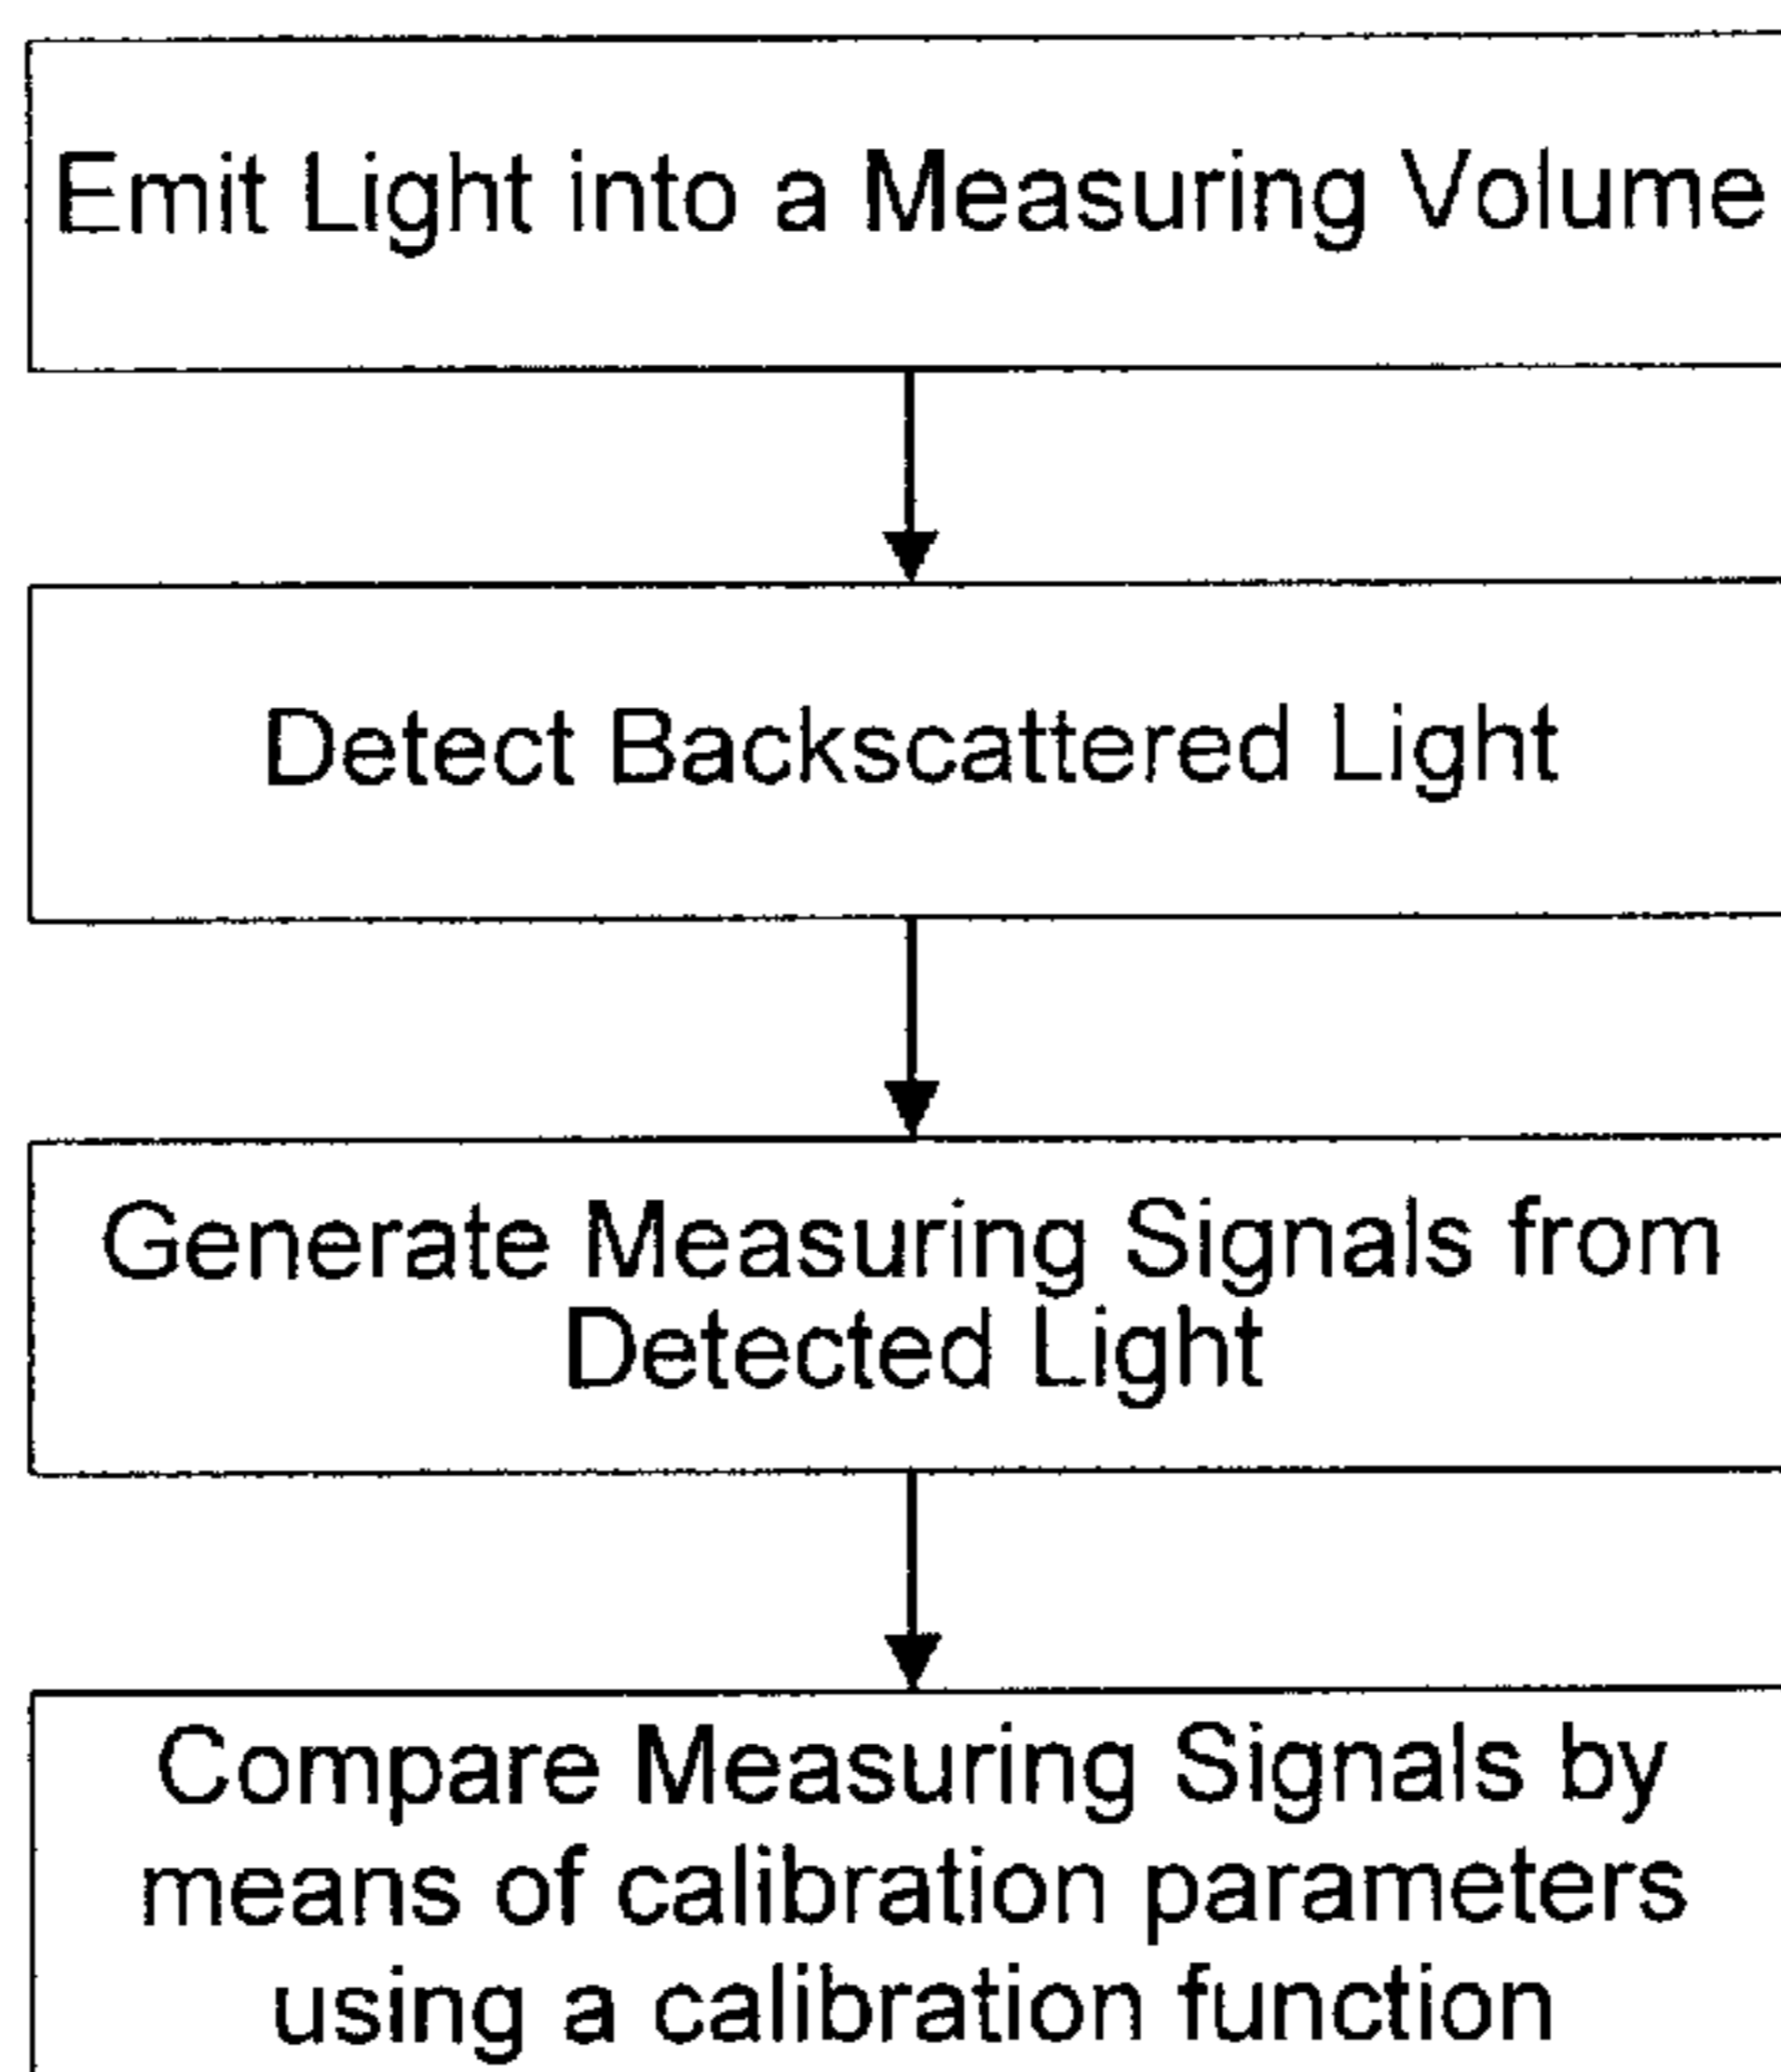 Emit Light into a Measuring Volume
Detect Backscattered Light
Generate Measuring Signals from
Detected Light
Compare Measuring Signals by
means of calibration parameters
using a calibration function